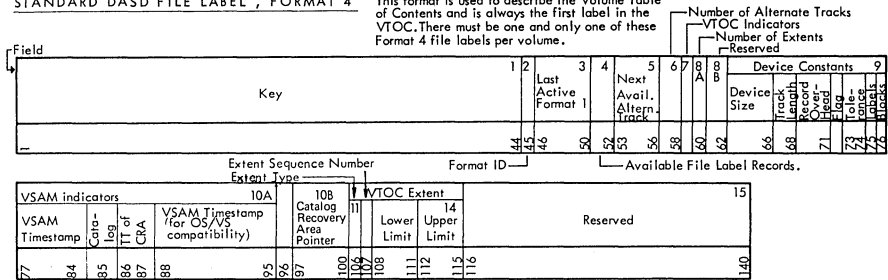 STANDARD DASD FILE LABEL, FORMAT 4
This format is used to describe the Volume Table
of Contents and is always the first label in the
VTOC. There must be one and only one of these
Format 4 file labels per volume.
Number of Alternate Tracks
VTOC Indicators
Number of Extents
Reserved
Field
1 2 3 4 5 6 7 8 A 8 B Device Constants 9
Key
Last
Active
Format 1
Next
Avail.
Altern.
Track
Device
Size
Track
Length
Record
Over-
Head
Flag
Tole-
rance
Labels
Blocks
1 44 45 46 50 52 53 56 58 60 62 66 68 71 73 74 75 76
Extent Sequence Number
Extent Type
Format ID
Available File Label Records.
VSAM indicators 10A
10B
11
VTOC Extent
14
15
VSAM
Timestamp
Cata-
log
TT of
CRA
VSAM Timestamp
(for OS/VS
compatibility)
Catalog
Recovery
Area
Pointer
Lower
Limit
Upper
Limit
Reserved
77 84 85 86 87 88 95 96 97 100 106 107 108 111 112 115 116 140